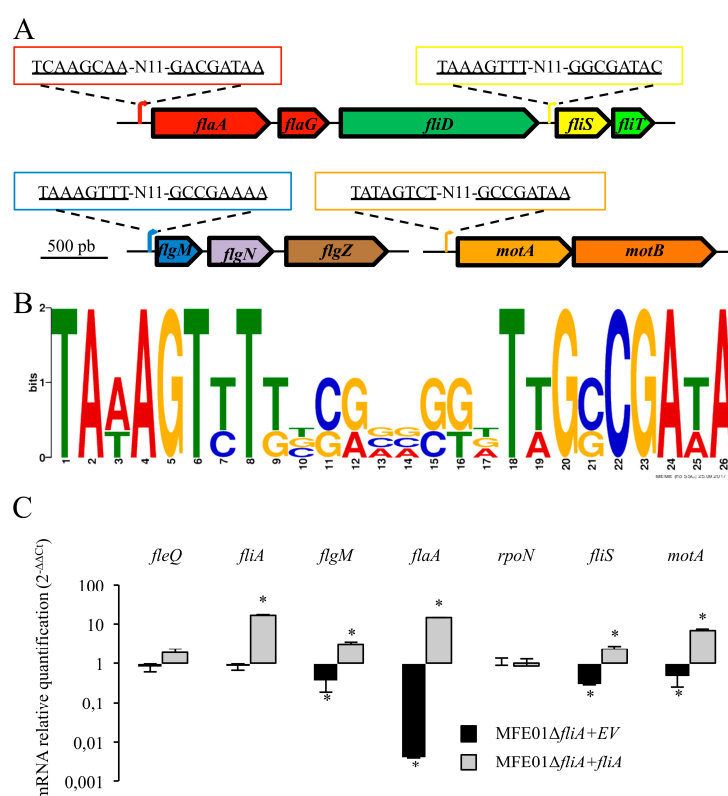 A
TCAAGCAA-N11-GACGATAA
TAAAGTTT-N11-GGCGATAC
flaA flaG fliD fliS fliT
TAAAGTTT-N11-GCCGAAAA
TATAGTCT-N11-GCCGATAA
500 pb
flgM flgN flgZ motA motB
B
2
bits
1
0
1 2 3 4 5 6 7 8 9 10 11 12 13 14 15 16 17 18 19 20 21 22 23 24 25 26
C
fleQ fliA flgM flaA rpoN fliS motA
mRNA relative quantification (2-ΔΔCt)
100
10
1
0,1
0,01
0,001
* * * * * *
* * * *
MFE01ΔfliA+EV
MFE01ΔfliA+fliA